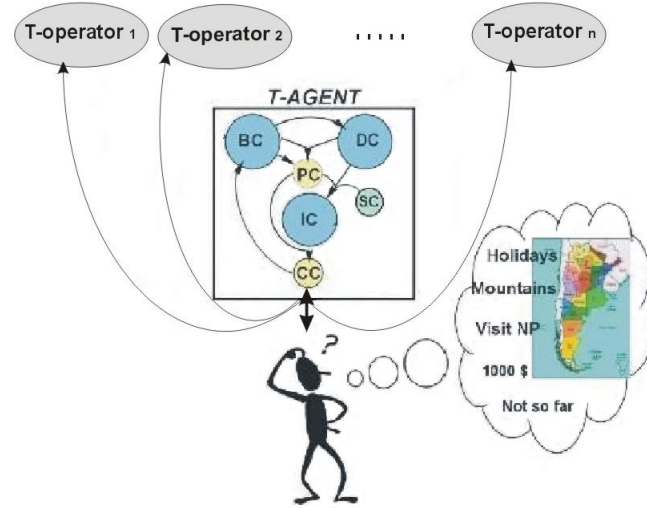 T-operator 1
T-operator 2
.....
T-operator n
T-AGENT
BC
DC
PC
SC
IC
CC
?
Holidays
Mountains
Visit NP
1000 $
Not so far